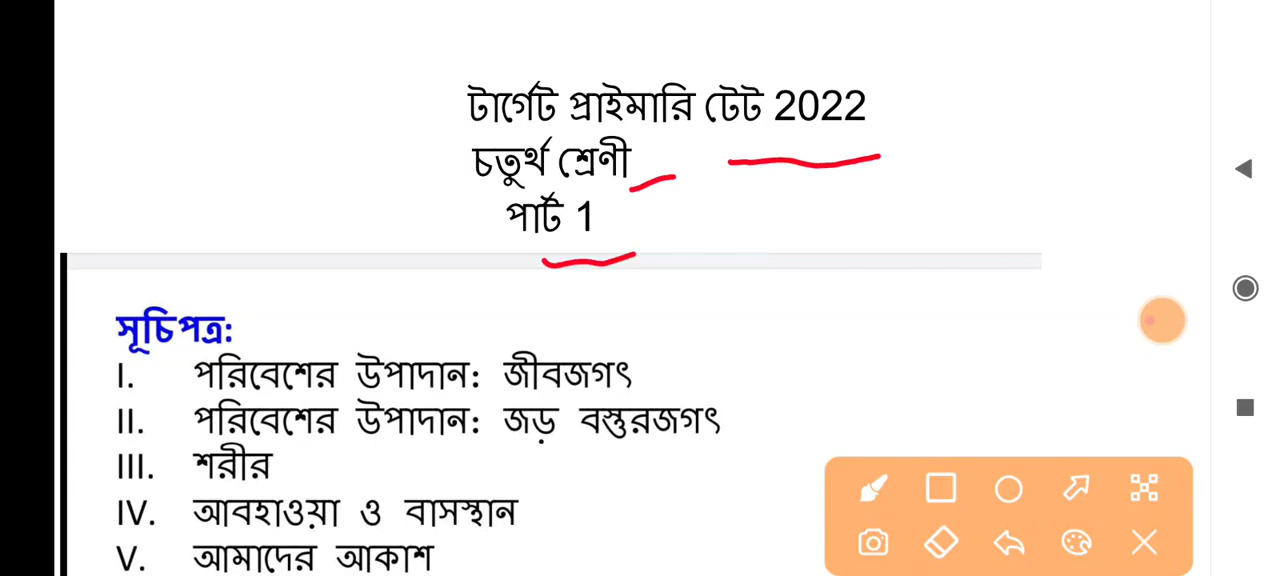 টার্গেট প্রাইমারি টেট 2022
চতুর্থ শ্রেণী
পার্ট 1
সূচিপত্র:
I. পরিবেশের উপাদান: জীবজগৎ
II. পরিবেশের উপাদান: জড় বস্তুরজগৎ
III. শরীর
IV. আবহাওয়া ও বাসস্থান
V. আমাদের আকাশ